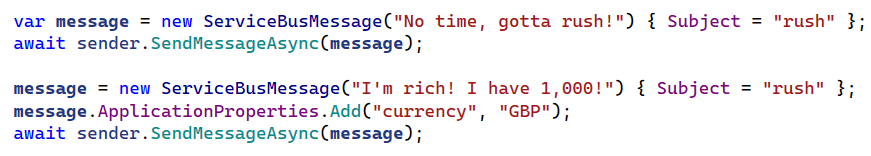 var message = new ServiceBusMessage("No time, gotta rush!") { Subject = "rush" };
await sender.SendMessageAsync(message);
message = new ServiceBusMessage("I'm rich! I have 1,000!") { Subject = "rush" };
message.ApplicationProperties.Add("currency", "GBP");
await sender.SendMessageAsync(message);